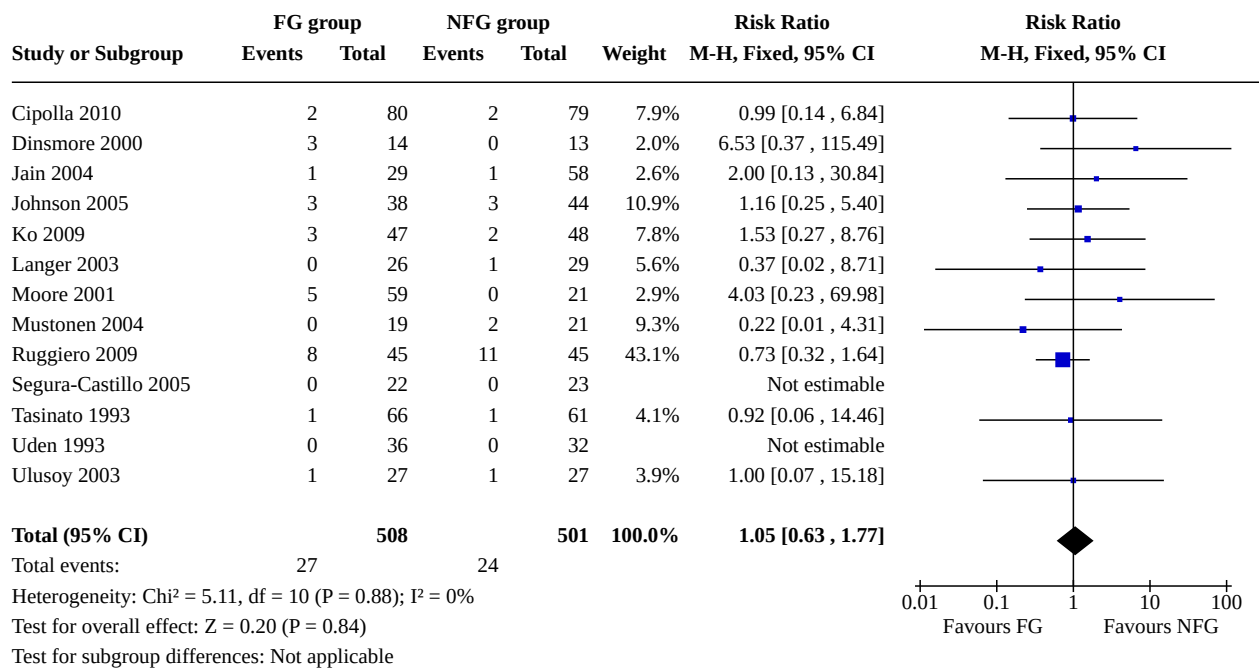 FG group NFG group Risk Ratio Risk Ratio
Study or Subgroup Events Total Events Total Weight M-H, Fixed, 95% CI M-H, Fixed, 95% CI
Cipolla 2010 2 80 2 79 7.9% 0.99 [0.14 , 6.84]
Dinsmore 2000 3 14 0 13 2.0% 6.53 [0.37 , 115.49]
Jain 2004 1 29 1 58 2.6% 2.00 [0.13 , 30.84]
Johnson 2005 3 38 3 44 10.9% 1.16 [0.25 , 5.40]
Ko 2009 3 47 2 48 7.8% 1.53 [0.27 , 8.76]
Langer 2003 0 26 1 29 5.6% 0.37 [0.02 , 8.71]
Moore 2001 5 59 0 21 2.9% 4.03 [0.23 , 69.98]
Mustonen 2004 0 19 2 21 9.3% 0.22 [0.01 , 4.31]
Ruggiero 2009 8 45 11 45 43.1% 0.73 [0.32 , 1.64]
Segura-Castillo 2005 0 22 0 23 Not estimable
Tasinato 1993 1 66 1 61 4.1% 0.92 [0.06 , 14.46]
Uden 1993 0 36 0 32 Not estimable
Ulusoy 2003 1 27 1 27 3.9% 1.00 [0.07 , 15.18]
Total (95% CI) 508 501 100.0% 1.05 [0.63 , 1.77]
Total events: 27 24
Heterogeneity: Chi² = 5.11, df = 10 (P = 0.88); I² = 0%
Test for overall effect: Z = 0.20 (P = 0.84)
Test for subgroup differences: Not applicable
0.01 0.1 1 10 100
Favours FG Favours NFG